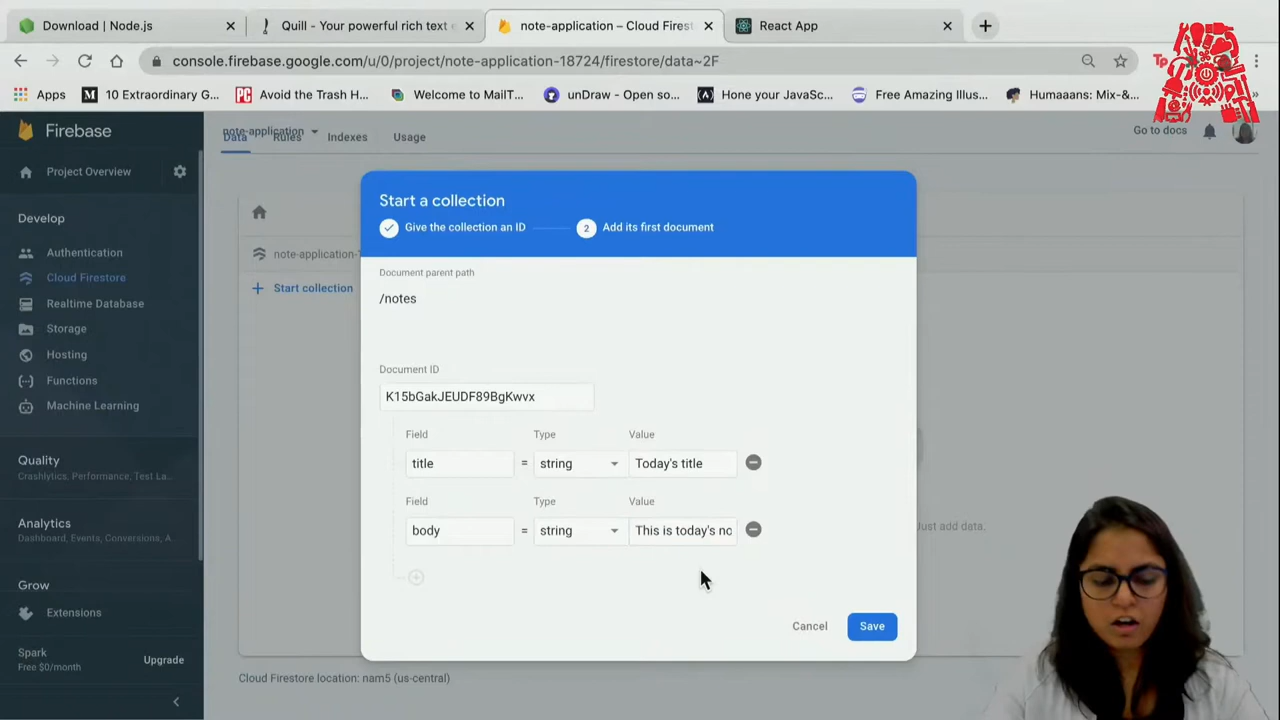 Download | Node.js
Quill - Your powerful rich text e
note-application – Cloud Firest
React App
console.firebase.google.com/u/0/project/note-application-18724/firestore/data~2F
Apps
10 Extraordinary G...
Avoid the Trash H...
Welcome to MailT...
unDraw - Open so...
Hone your JavaSc...
Free Amazing Illus...
Humaaans: Mix-&...
»
Tp
Firebase
note-application
Go to docs
Data
Rules
Indexes
Usage
Project Overview
Develop
Authentication
Cloud Firestore
Realtime Database
Storage
Hosting
Functions
Machine Learning
Quality
Crashlytics, Performance, Test La...
Analytics
Dashboard, Events, Conversions, A...
Grow
Extensions
Spark
Free $0/month
Upgrade
note-application-1
Start collection
Start a collection
Give the collection an ID
2 Add its first document
Document parent path
/notes
Document ID
K15bGakJEUDF89BgKwvx
Field Type Value
title = string Today's title
Field Type Value
body = string This is today's no
Just add data.
Cancel Save
Cloud Firestore location: nam5 (us-central)